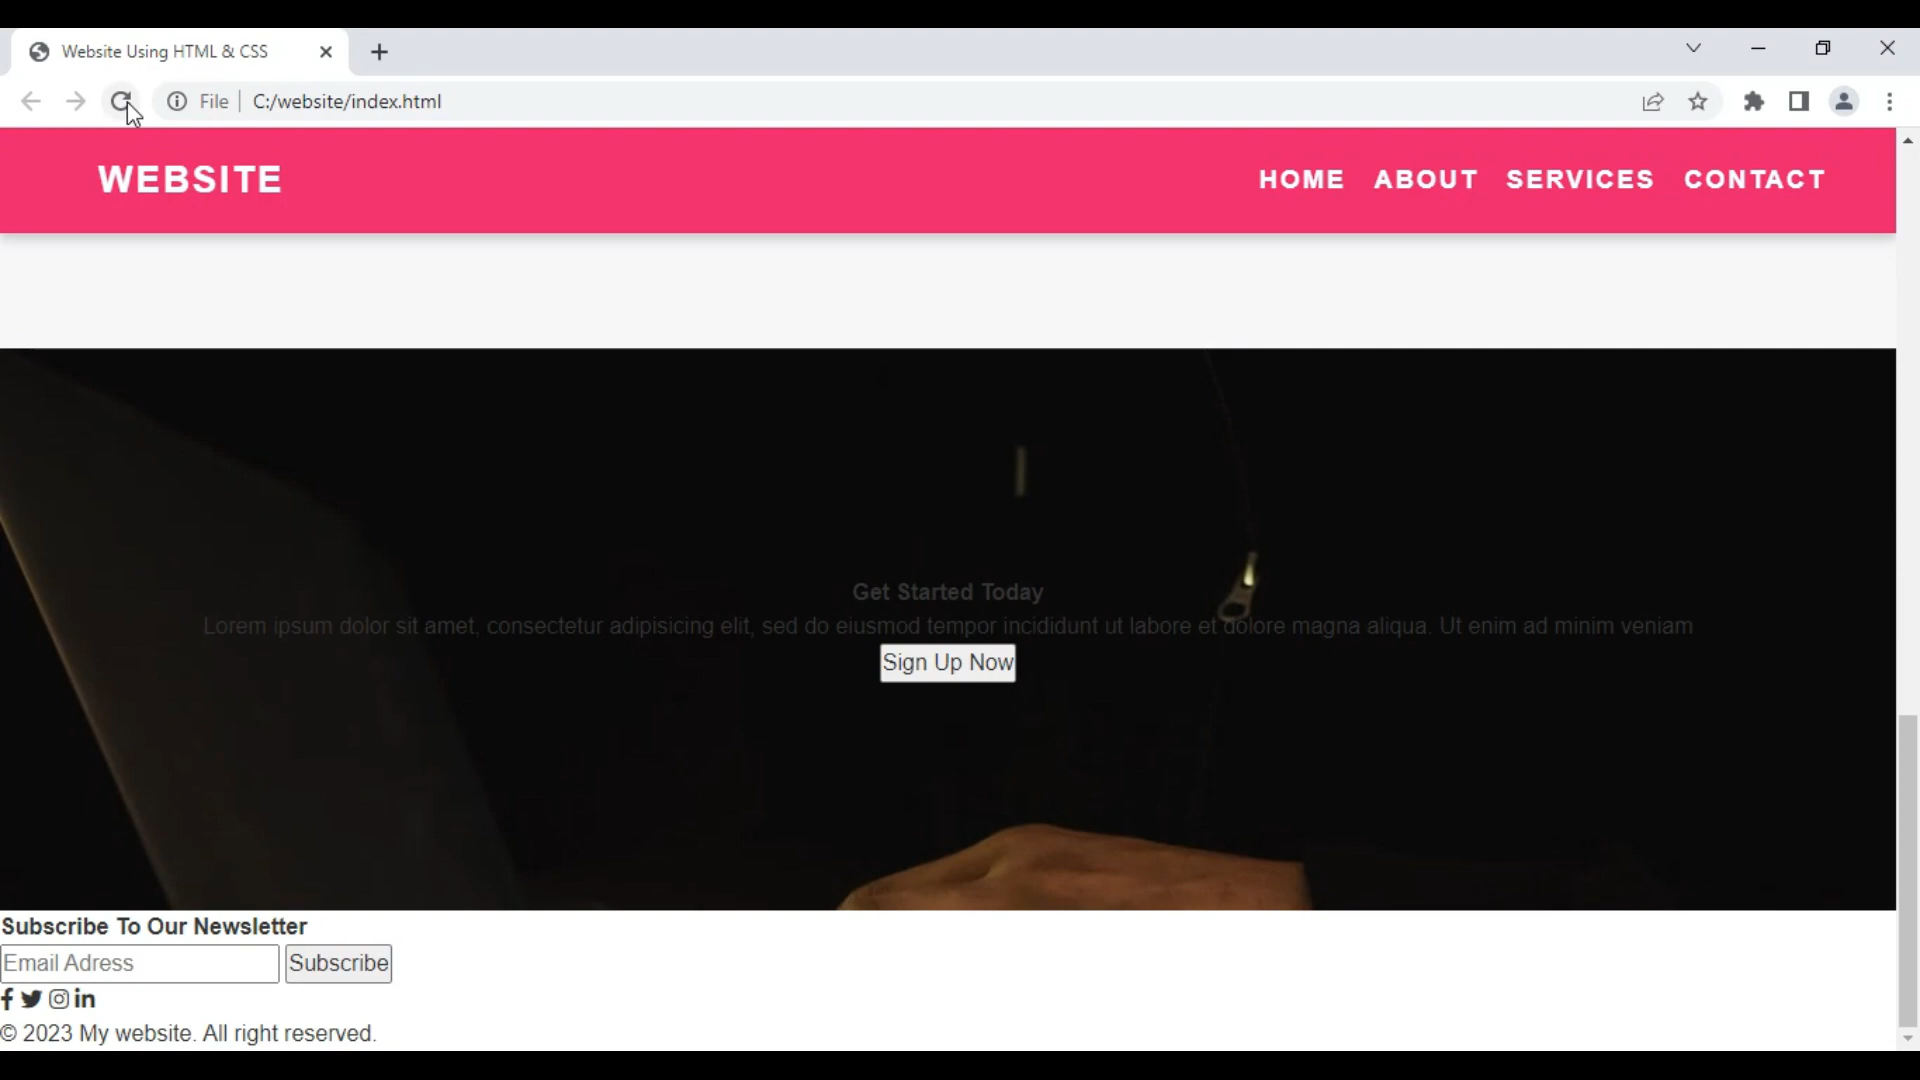 Website Using HTML & CSS
File C:/website/index.html
WEBSITE HOME ABOUT SERVICES CONTACT
Get Started Today
Lorem ipsum dolor sit amet, consectetur adipisicing elit, sed do eiusmod tempor incididunt ut labore et dolore magna aliqua. Ut enim ad minim veniam
Sign Up Now
Subscribe To Our Newsletter
Email Adress Subscribe
© 2023 My website. All right reserved.